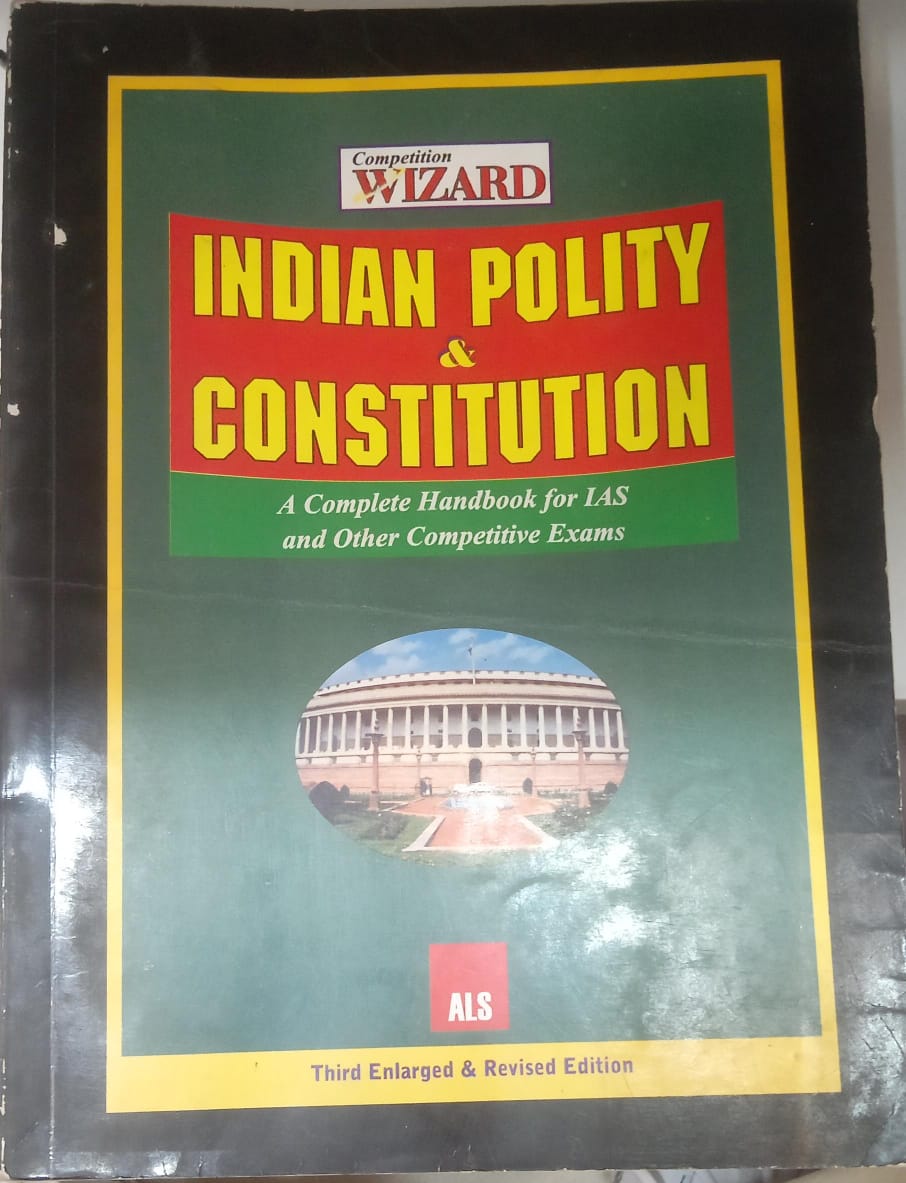 Competition
WIZARD
INDIAN POLITY
&
CONSTITUTION
A Complete Handbook for IAS
and Other Competitive Exams
ALS
Third Enlarged & Revised Edition